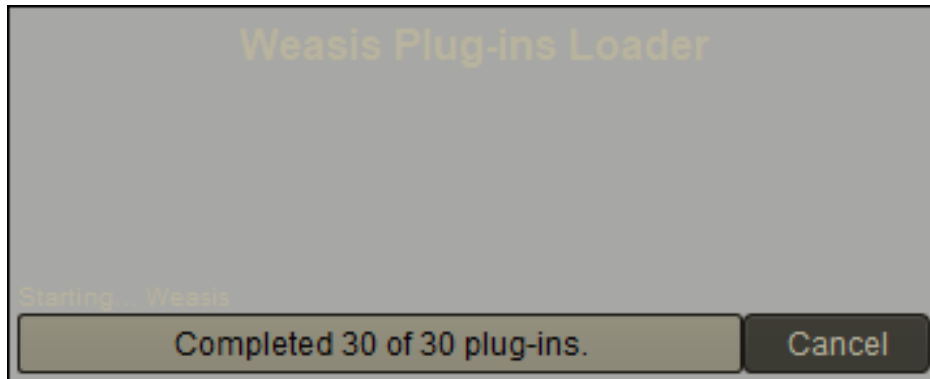 Weasis Plug-ins Loader
Starting... Weasis
Completed 30 of 30 plug-ins.
Cancel